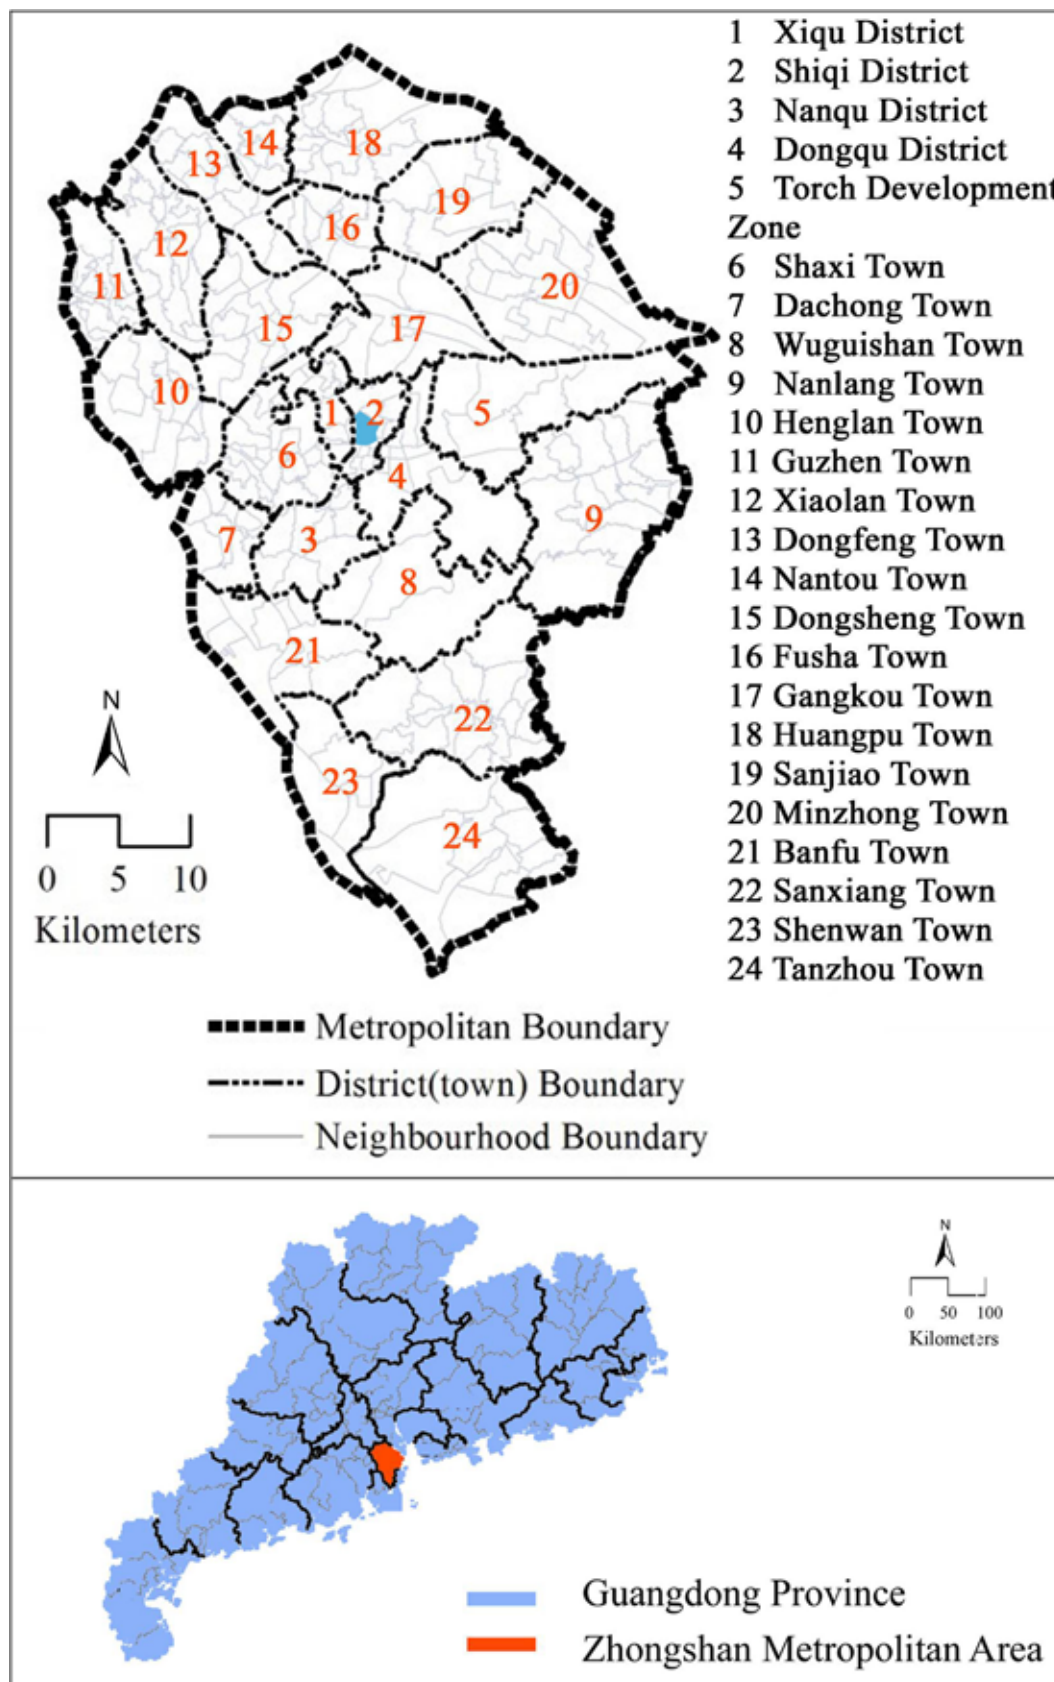 1 Xiqu District
2 Shiqi District
3 Nanqu District
4 Dongqu District
5 Torch Development
Zone
6 Shaxi Town
7 Dachong Town
8 Wuguishan Town
9 Nanlang Town
10 Henglan Town
11 Guzhen Town
12 Xiaolan Town
13 Dongfeng Town
14 Nantou Town
15 Dongsheng Town
16 Fusha Town
17 Gangkou Town
18 Huangpu Town
19 Sanjiao Town
20 Minzhong Town
21 Banfu Town
22 Sanxiang Town
23 Shenwan Town
24 Tanzhou Town
18
14
13
19
16
12
20
11
15
17
10
1
2
5
6
4
9
7
3
8
21
22
23
24
N
0 5 10
Kilometers
Metropolitan Boundary
District(town) Boundary
Neighbourhood Boundary
N
0 50 100
Kilometers
Guangdong Province
Zhongshan Metropolitan Area